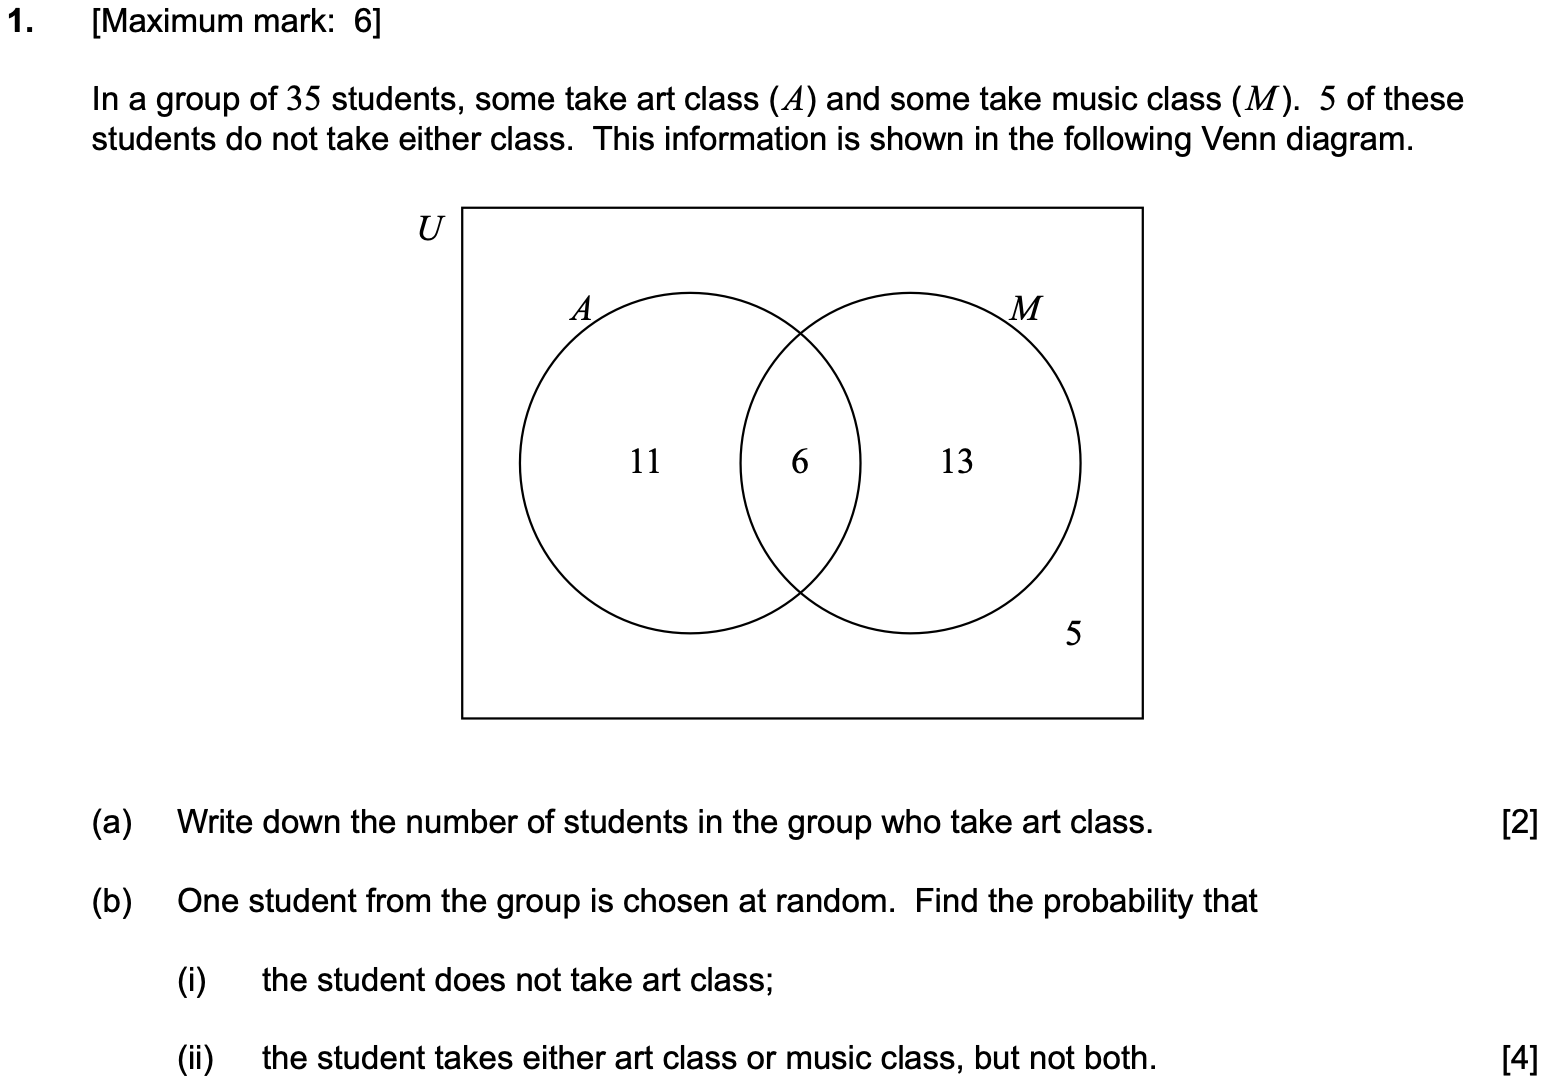 1. [Maximum mark: 6]
In a group of 35 students, some take art class (A) and some take music class (M). 5 of these
students do not take either class. This information is shown in the following Venn diagram.
U
A M
11 6 13
5
(a) Write down the number of students in the group who take art class. [2]
(b) One student from the group is chosen at random. Find the probability that
(i) the student does not take art class;
(ii) the student takes either art class or music class, but not both. [4]